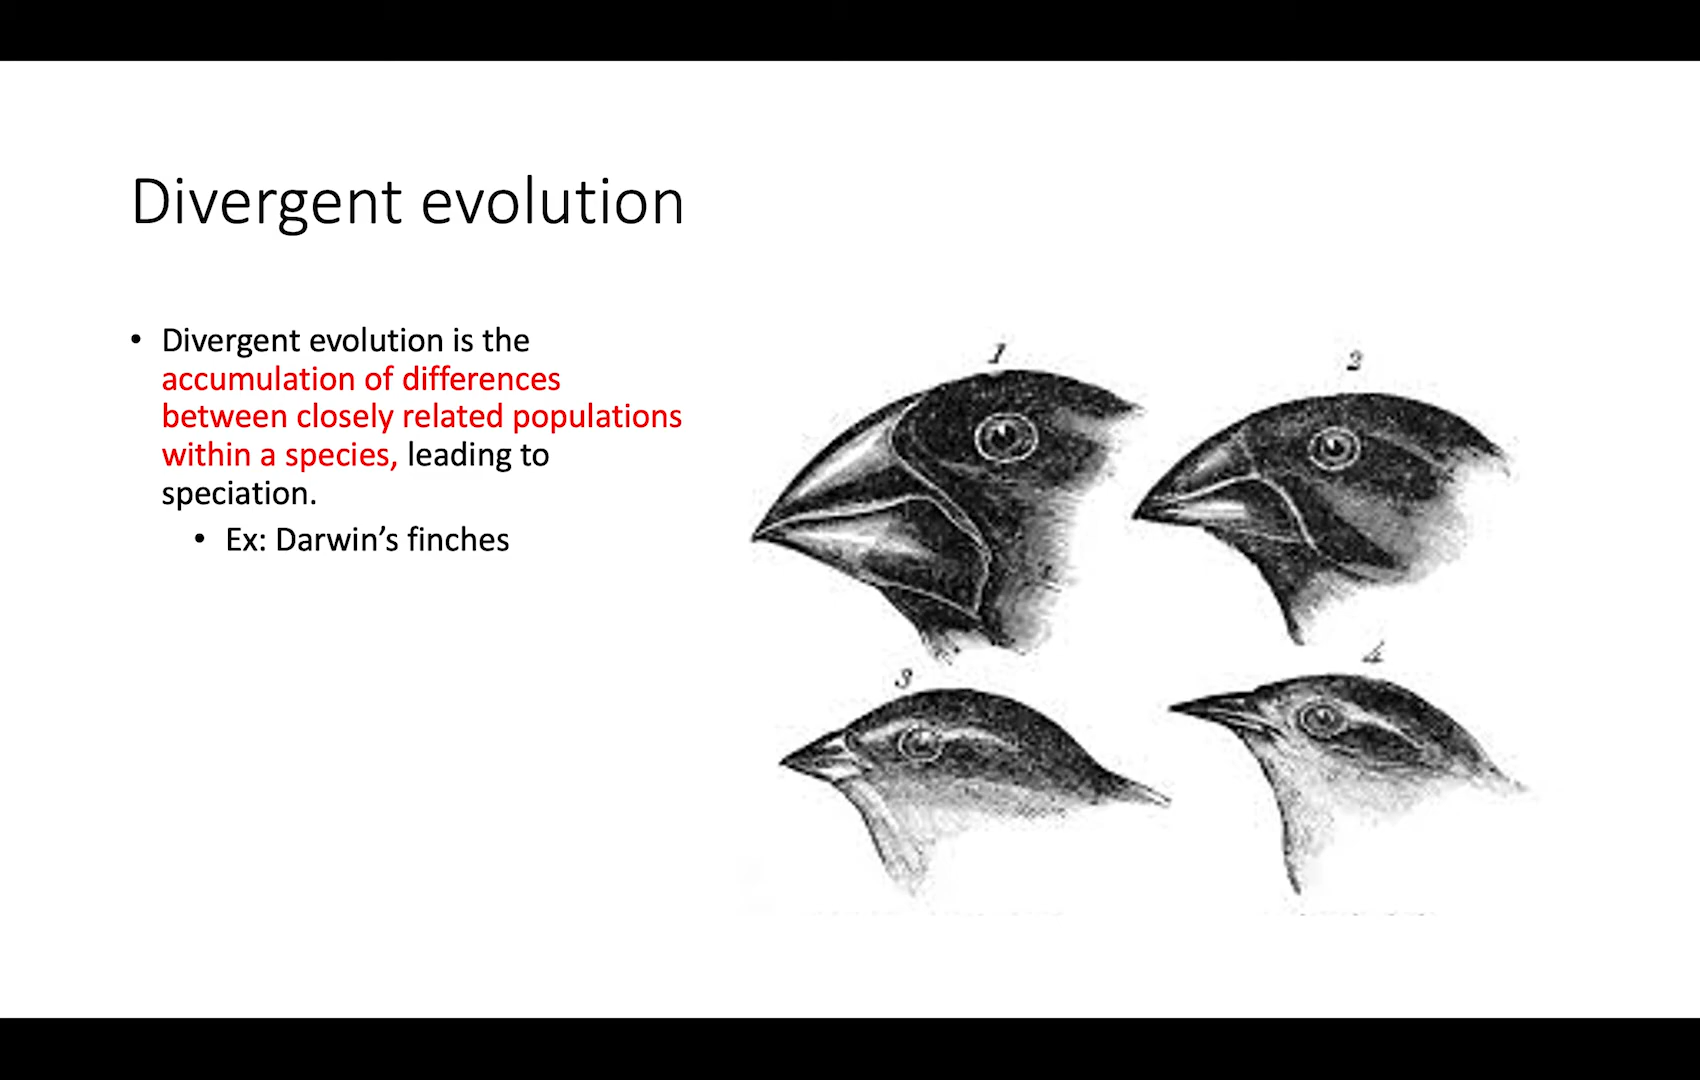 Divergent evolution
• Divergent evolution is the
accumulation of differences
between closely related populations
within a species, leading to
speciation.
• Ex: Darwin’s finches
1
2
3
4